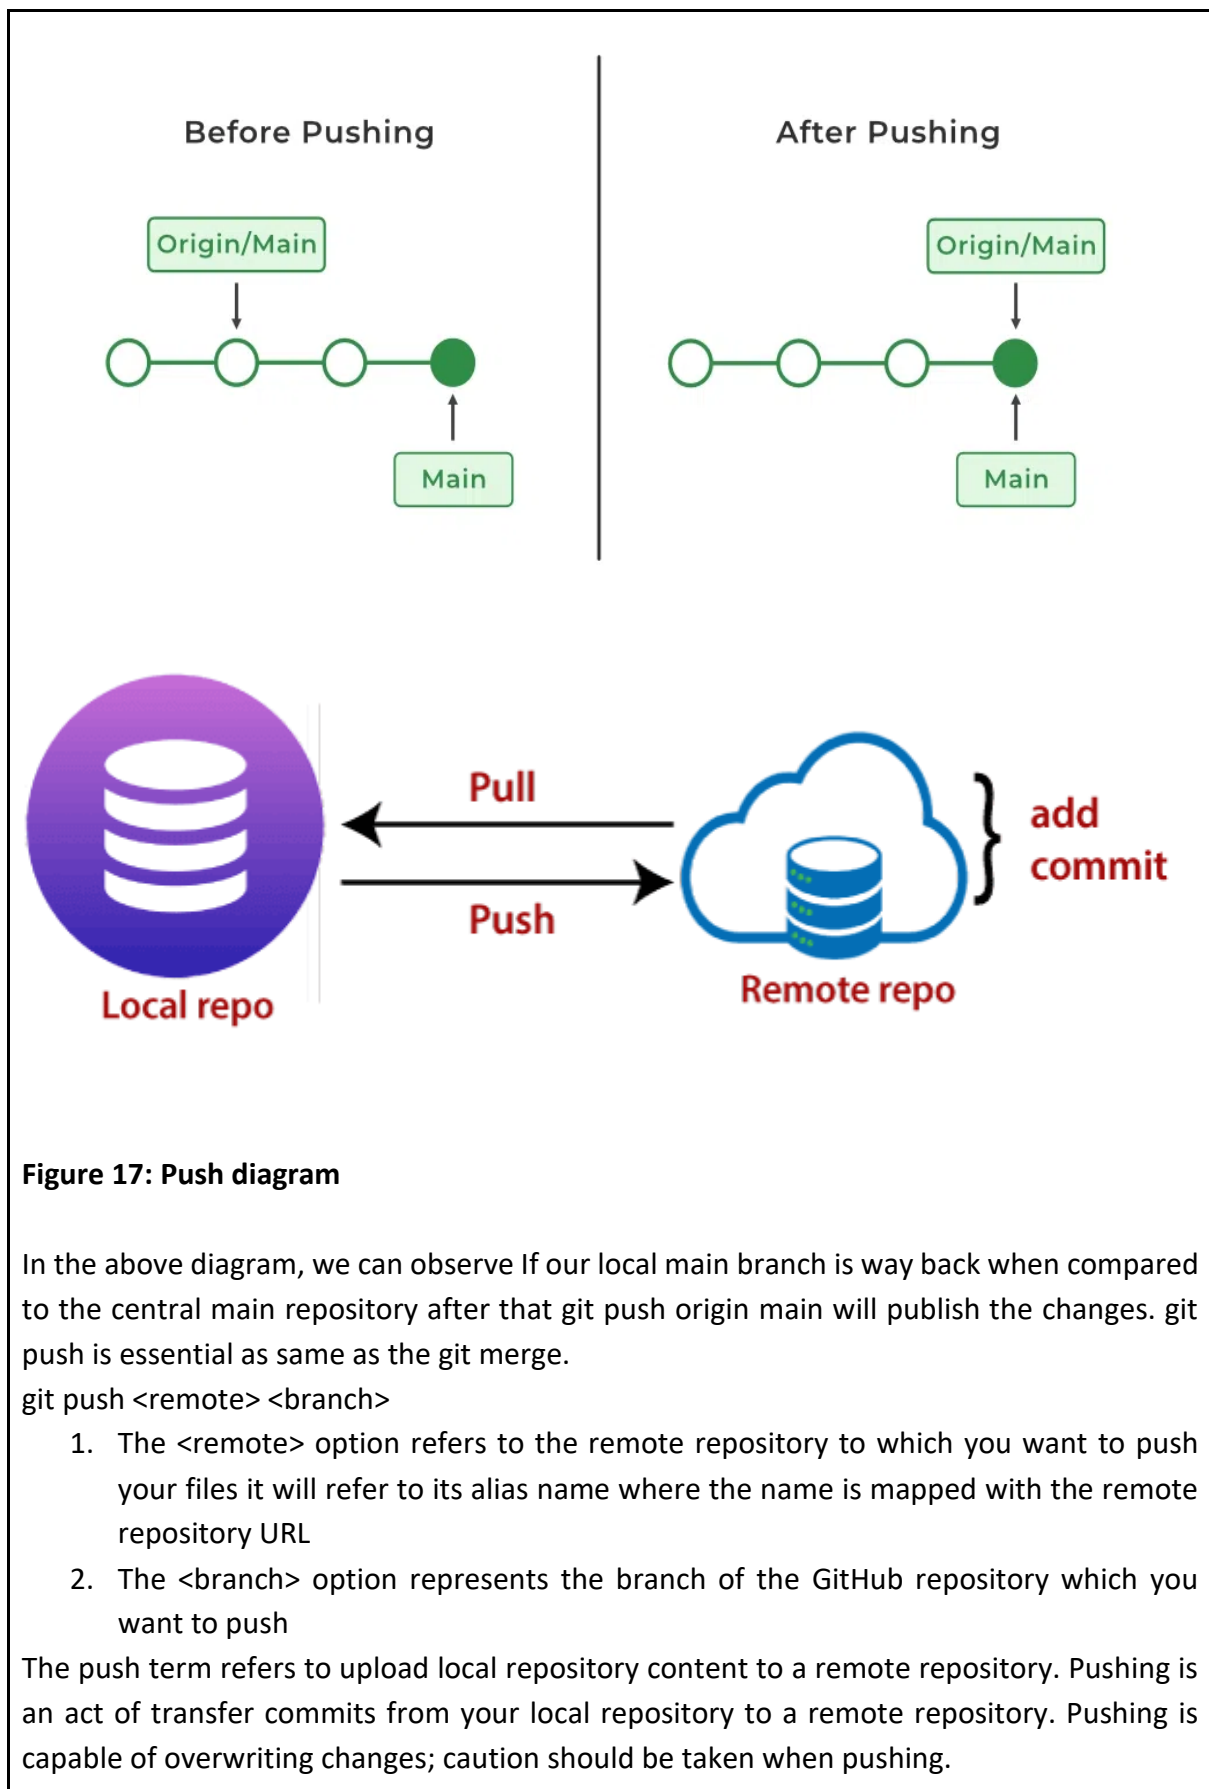 Before Pushing
After Pushing
Origin/Main
Origin/Main
Main
Main
Pull
Push
add
commit
Local repo
Remote repo
Figure 17: Push diagram
In the above diagram, we can observe If our local main branch is way back when compared
to the central main repository after that git push origin main will publish the changes. git
push is essential as same as the git merge.
git push <remote> <branch>
1. The <remote> option refers to the remote repository to which you want to push
your files it will refer to its alias name where the name is mapped with the remote
repository URL
2. The <branch> option represents the branch of the GitHub repository which you
want to push
The push term refers to upload local repository content to a remote repository. Pushing is
an act of transfer commits from your local repository to a remote repository. Pushing is
capable of overwriting changes; caution should be taken when pushing.